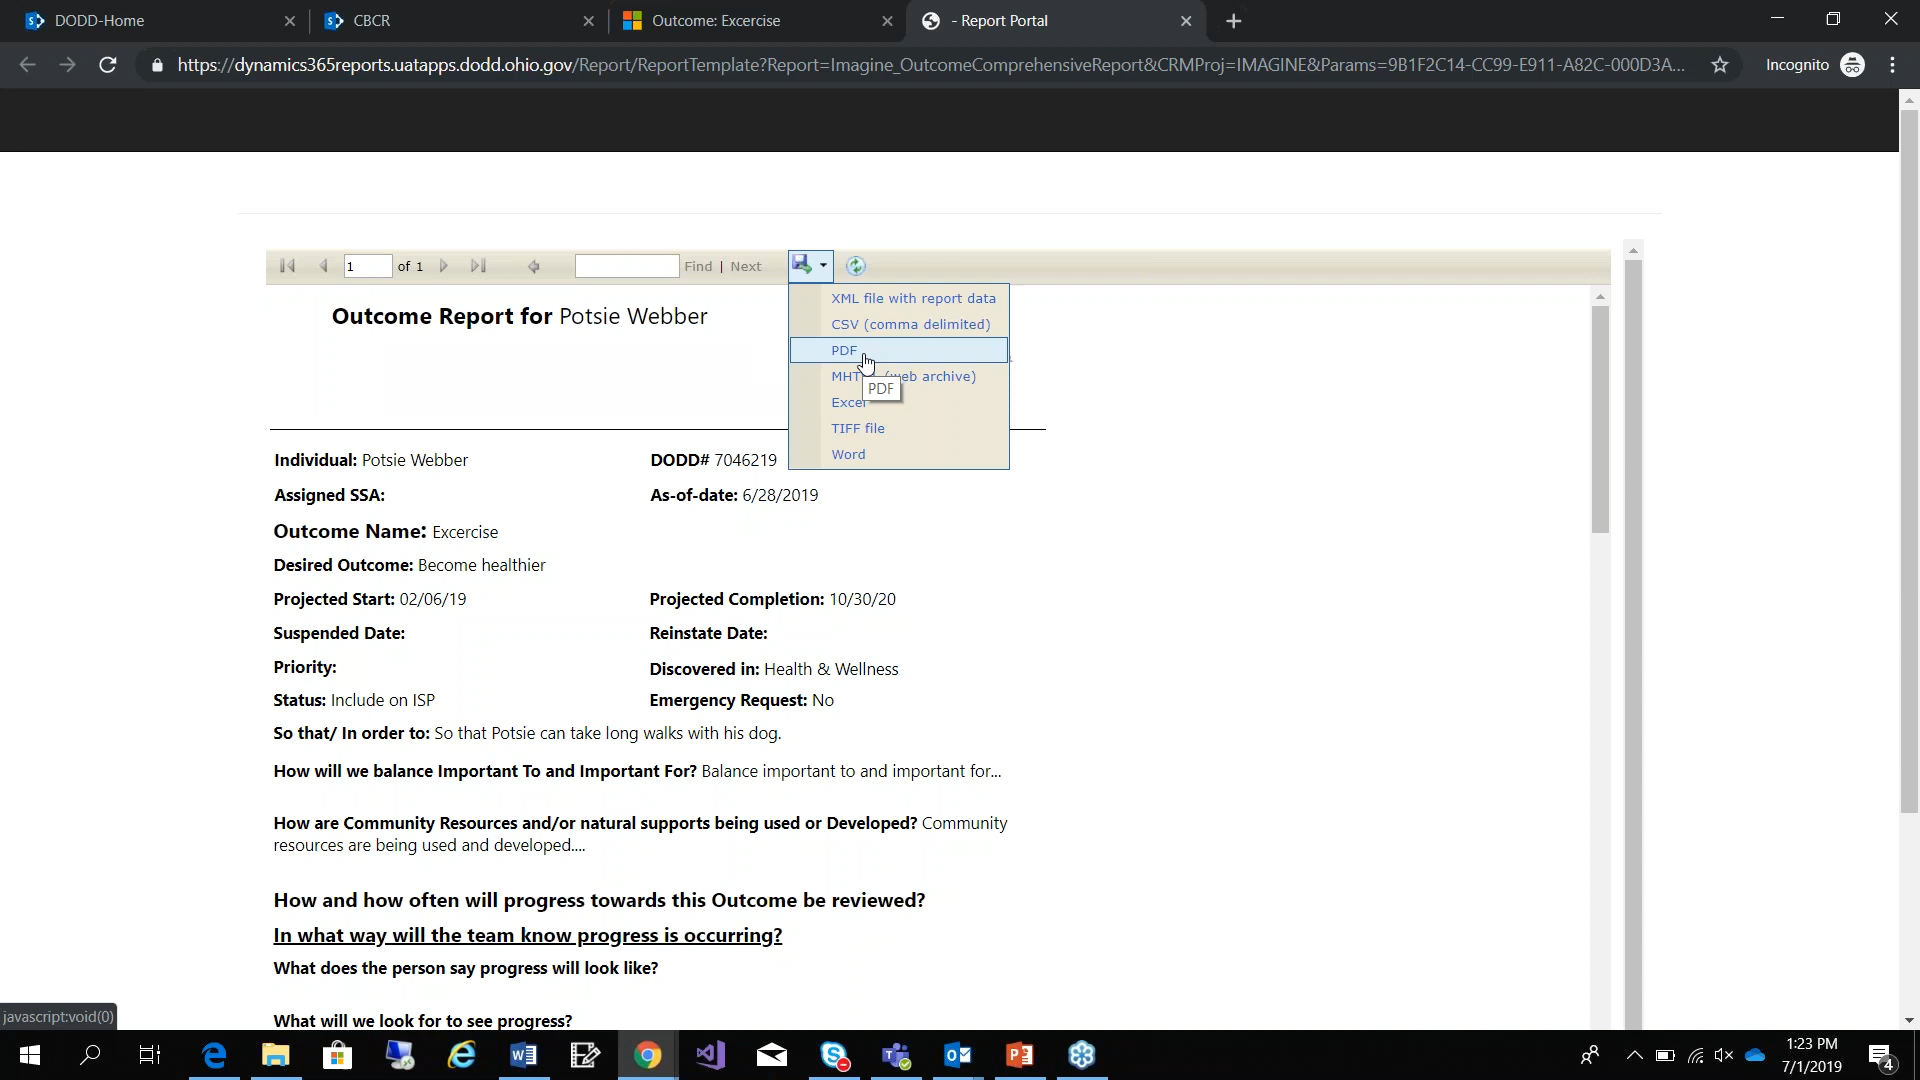 DODD-Home
CBCR
Outcome: Excercise
- Report Portal
https://dynamics365reports.uatapps.dodd.ohio.gov/Report/ReportTemplate?Report=Imagine_OutcomeComprehensiveReport&CRMProj=IMAGINE&Params=9B1F2C14-CC99-E911-A82C-000D3A...
Incognito
1 of 1 Find | Next
XML file with report data
CSV (comma delimited)
PDF
(web archive)
PDF
Excel
TIFF file
Word
Outcome Report for Potsie Webber
Individual: Potsie Webber
DODD# 7046219
Assigned SSA:
As-of-date: 6/28/2019
Outcome Name: Excercise
Desired Outcome: Become healthier
Projected Start: 02/06/19
Projected Completion: 10/30/20
Suspended Date:
Reinstate Date:
Priority:
Discovered in: Health & Wellness
Status: Include on ISP
Emergency Request: No
So that/ In order to: So that Potsie can take long walks with his dog.
How will we balance Important To and Important For? Balance important to and important for...
How are Community Resources and/or natural supports being used or Developed? Community
resources are being used and developed....
How and how often will progress towards this Outcome be reviewed?
In what way will the team know progress is occurring?
What does the person say progress will look like?
What will we look for to see progress?
javascript:void(0)
1:23 PM
7/1/2019
4